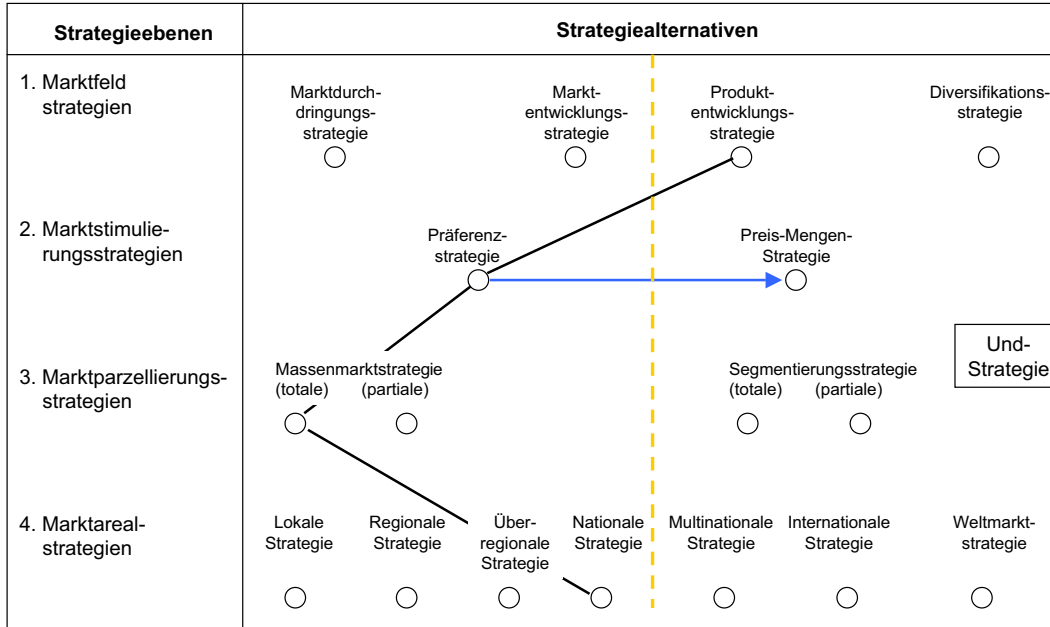 Strategieebenen
Strategiealternativen
1. Marktfeld
strategien
Marktdurch-
dringungs-
strategie
Markt-
entwicklungs-
strategie
Produkt-
entwicklungs-
strategie
Diversifikations-
strategie
2. Marktstimulie-
rungsstrategien
Präferenz-
strategie
Preis-Mengen-
Strategie
Und-
Strategie
3. Marktparzellierungs-
strategien
Massenmarktstrategie
(totale) (partiale)
Segmentierungsstrategie
(totale) (partiale)
4. Marktareal-
strategien
Lokale
Strategie
Regionale
Strategie
Über-
regionale
Strategie
Nationale
Strategie
Multinationale
Strategie
Internationale
Strategie
Weltmarkt-
strategie